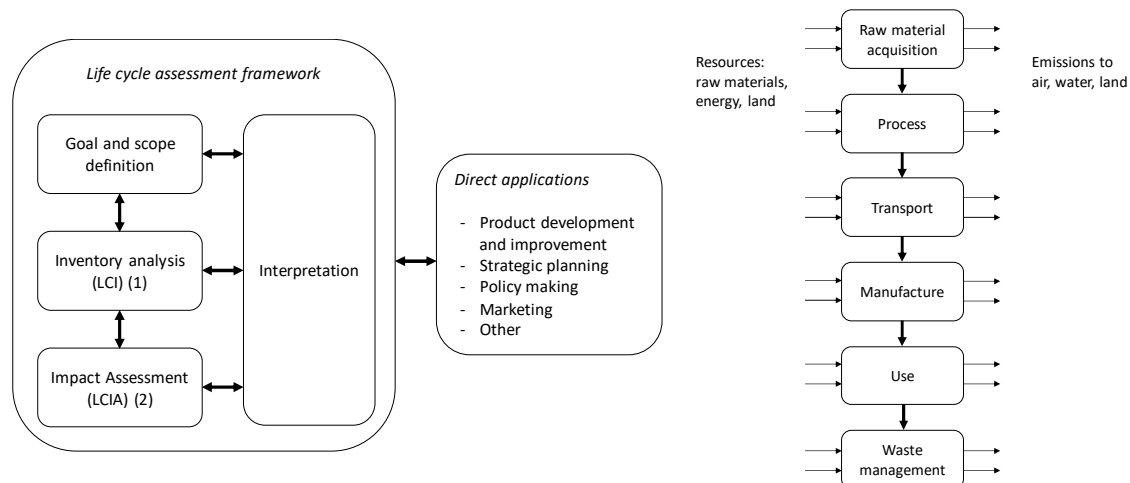 Life cycle assessment framework
Goal and scope
definition
Inventory analysis
(LCI) (1)
Impact Assessment
(LCIA) (2)
Interpretation
Direct applications
- Product development
and improvement
- Strategic planning
- Policy making
- Marketing
- Other
Resources:
raw materials,
energy, land
Raw material
acquisition
Process
Transport
Manufacture
Use
Waste
management
Emissions to
air, water, land